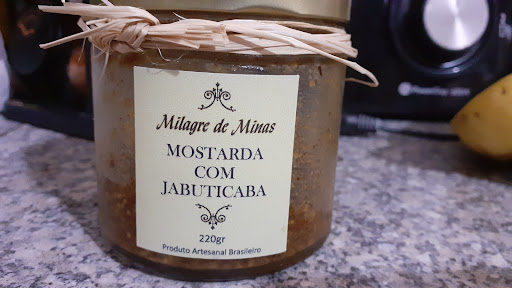 Milagre de Minas
MOSTARDA
COM
JABUTICABA
220gr
Produto Artesanal Brasileiro